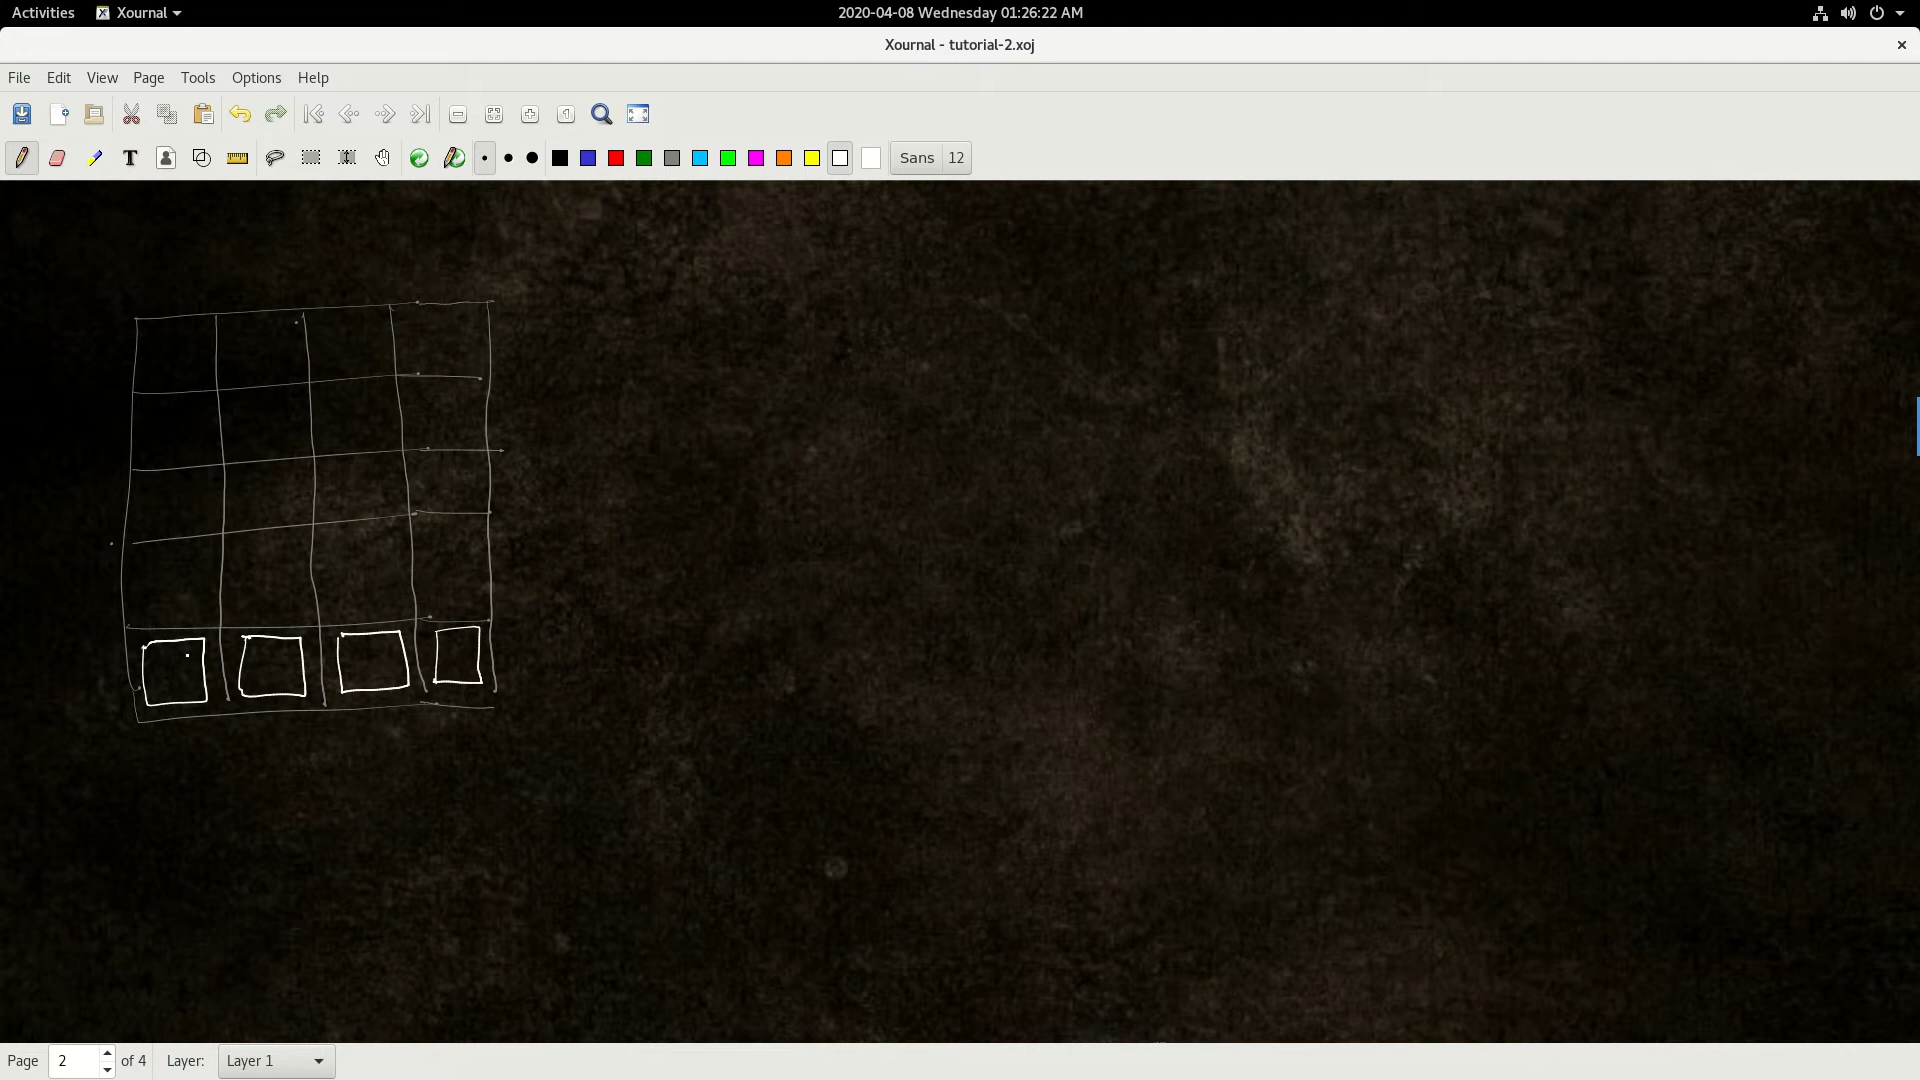 Activities Xournal 2020-04-08 Wednesday 01:26:22 AM
Xournal - tutorial-2.xoj
File Edit View Page Tools Options Help
1
T Sans 12
Page 2 of 4 Layer: Layer 1